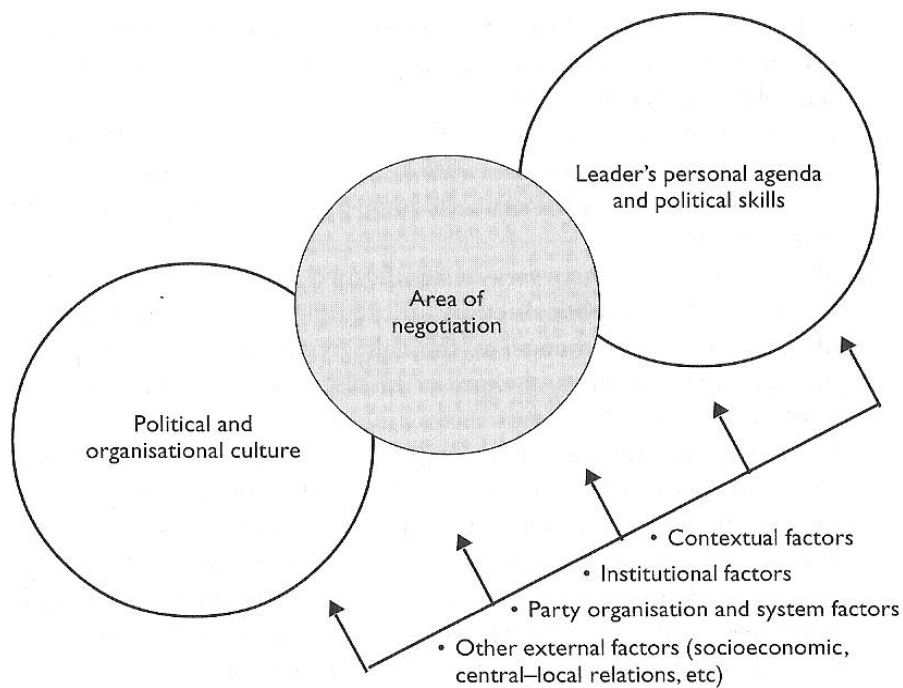 Leader's personal agenda
and political skills
Area of
negotiation
Political and
organisational culture
• Contextual factors
• Institutional factors
• Party organisation and system factors
• Other external factors (socioeconomic,
central–local relations, etc)